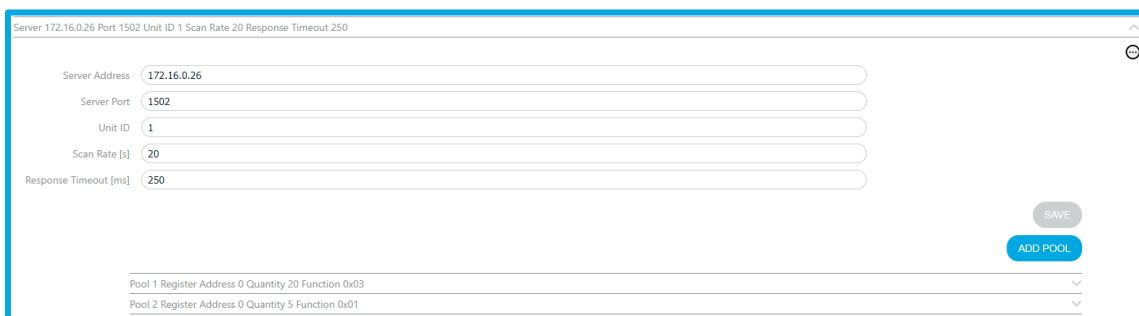 Server 172.16.0.26 Port 1502 Unit ID 1 Scan Rate 20 Response Timeout 250
Server Address 172.16.0.26
Server Port 1502
Unit ID 1
Scan Rate [s] 20
Response Timeout [ms] 250
SAVE
ADD POOL
Pool 1 Register Address 0 Quantity 20 Function 0x03
Pool 2 Register Address 0 Quantity 5 Function 0x01